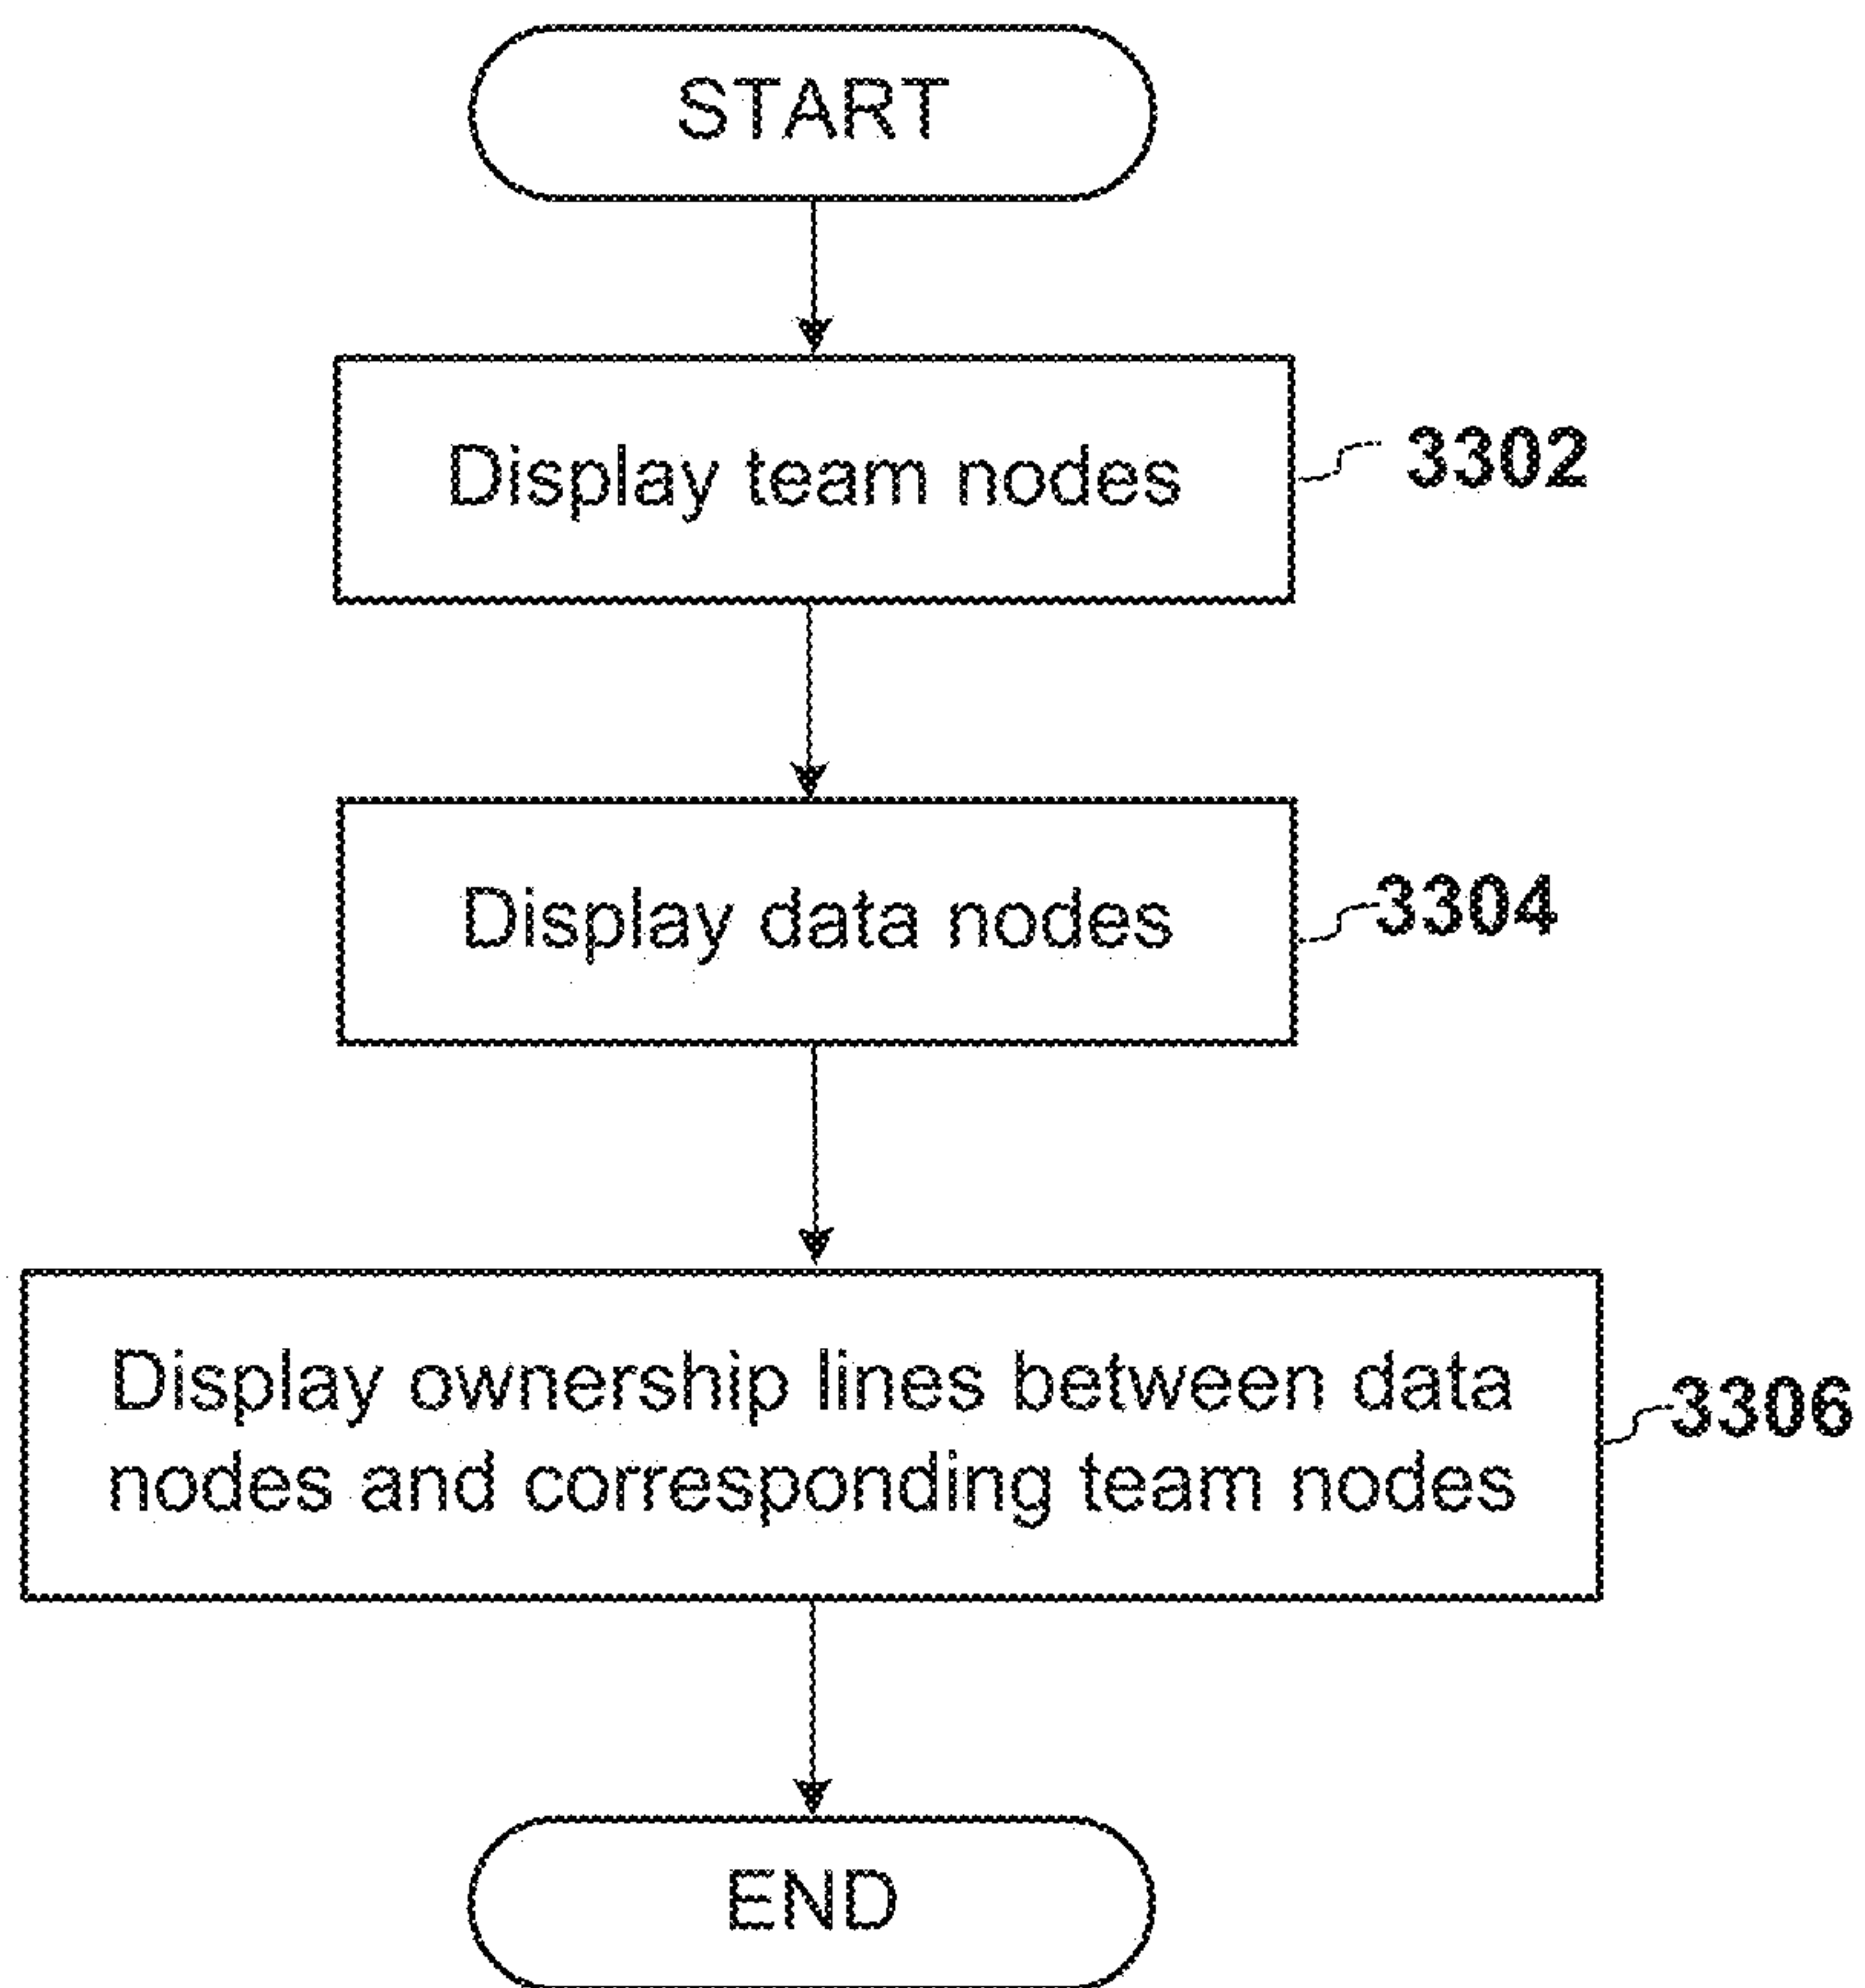 START
Display team nodes
3302
Display data nodes
3304
Display ownership lines between data
nodes and corresponding team nodes
3306
END